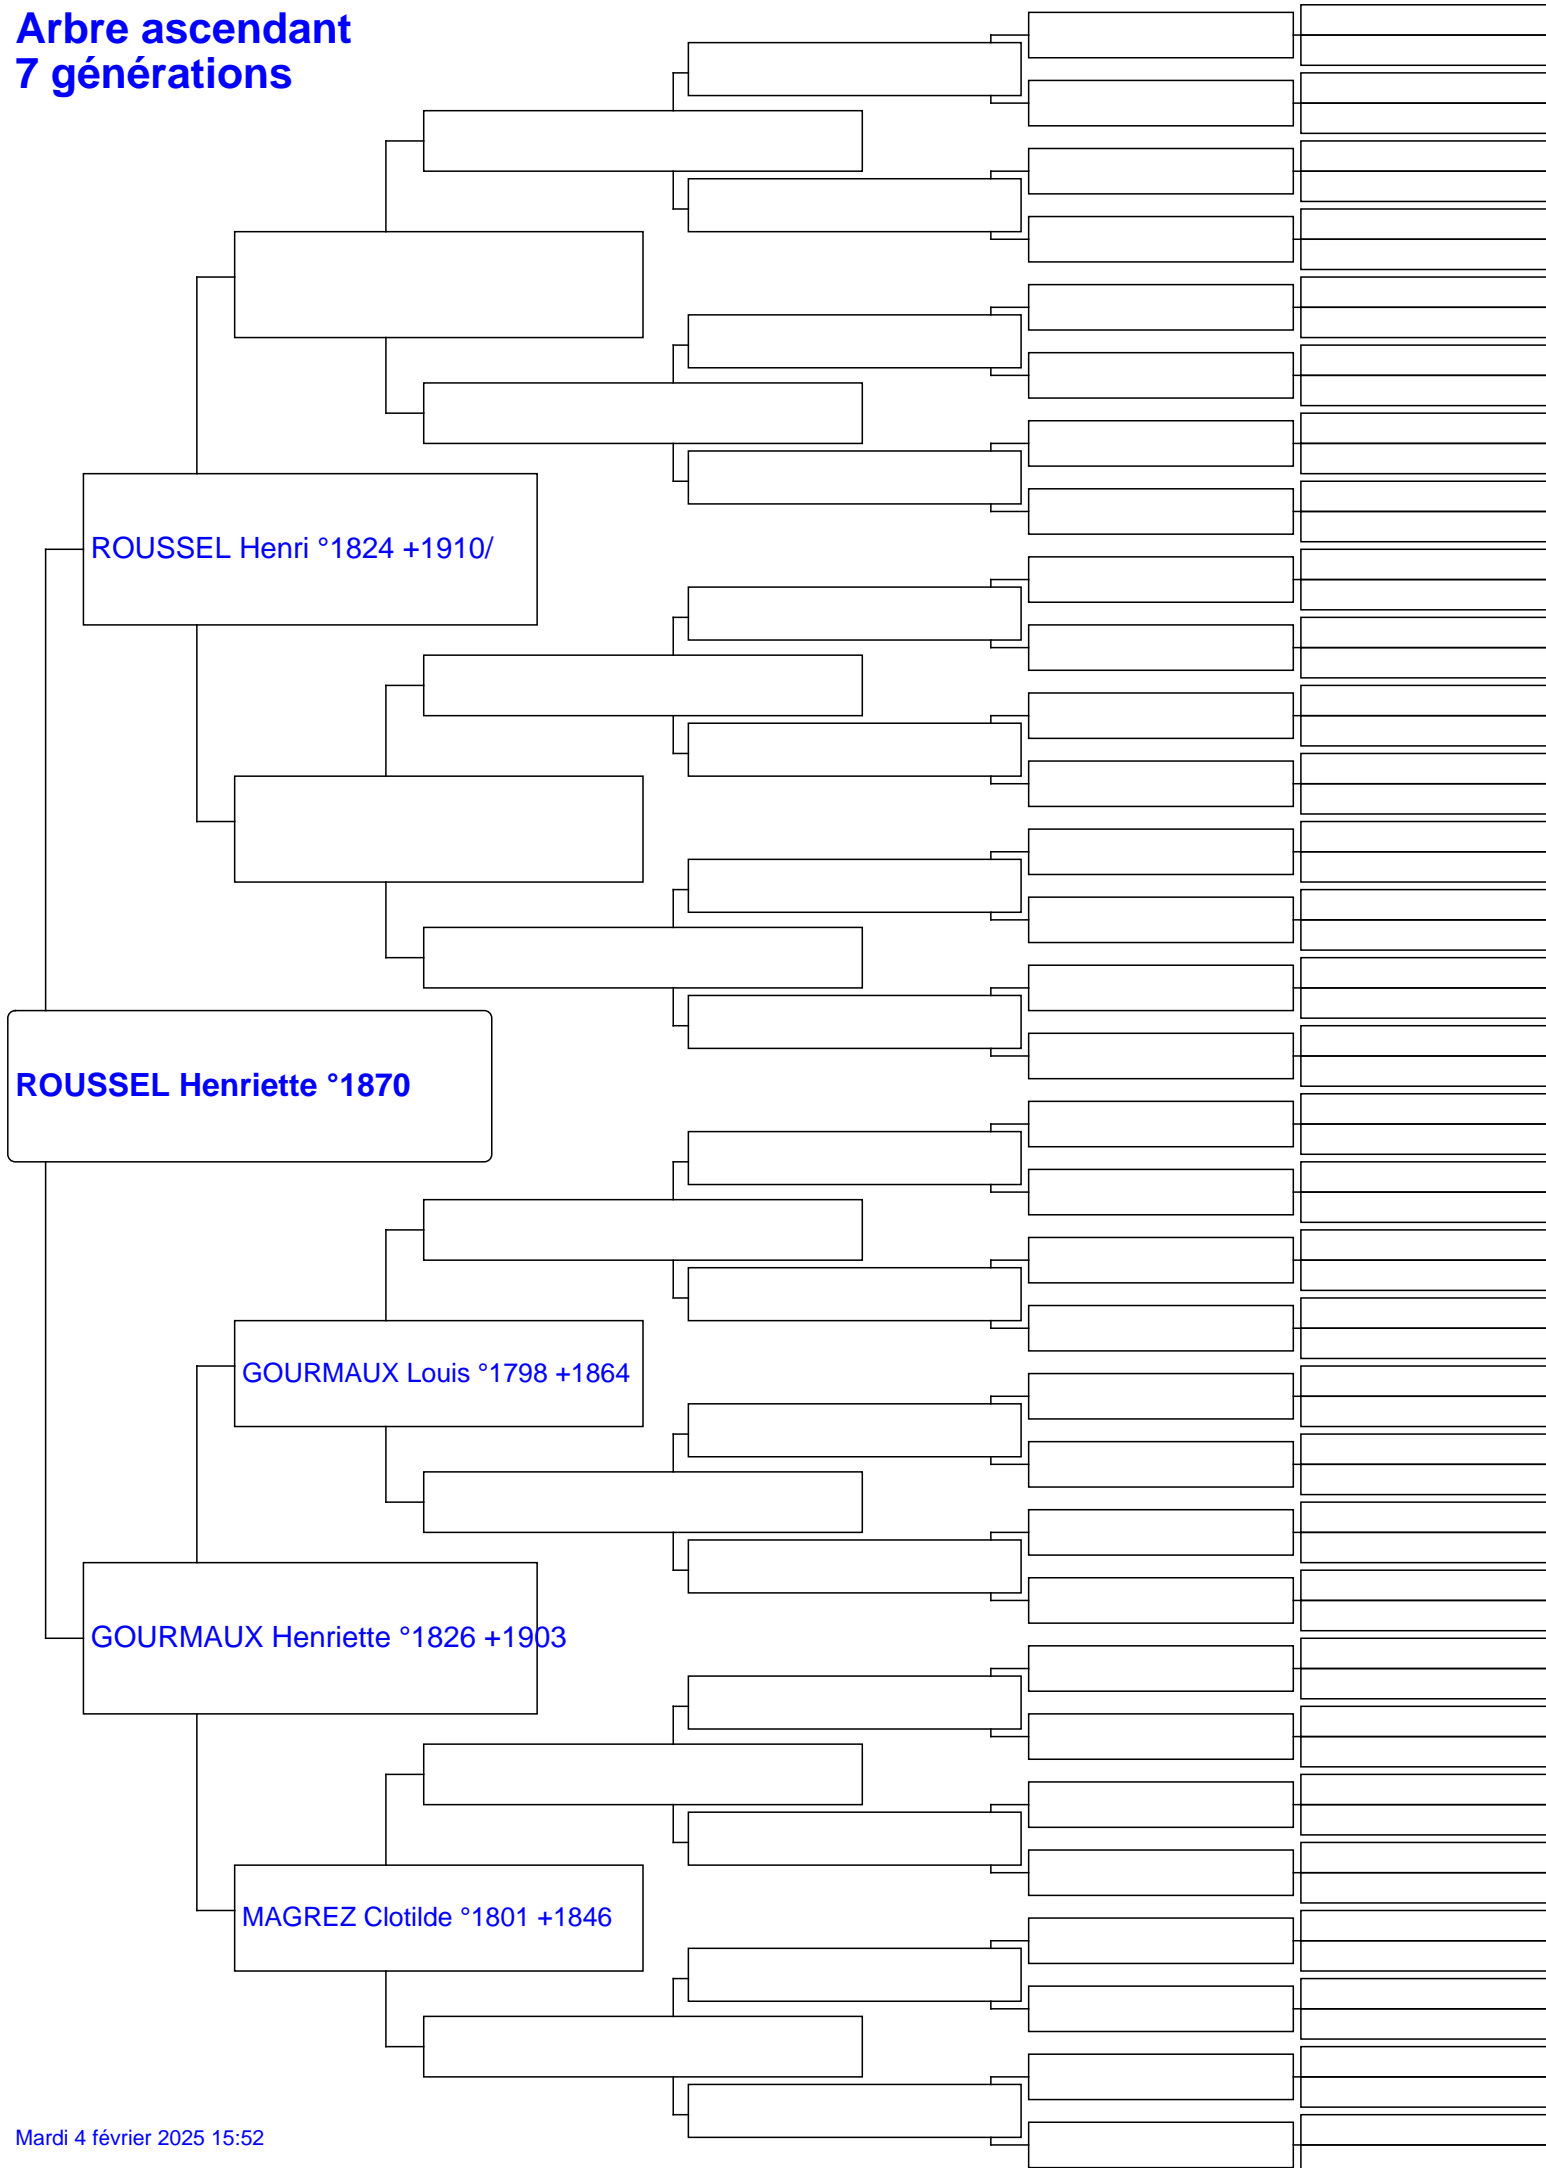 Arbre ascendant
7 générations
ROUSSEL Henri °1824 +1910/
ROUSSEL Henriette °1870
GOURMAUX Louis °1798 +1864
GOURMAUX Henriette °1826 +1903
MAGREZ Clotilde °1801 +1846
Mardi 4 février 2025 15:52